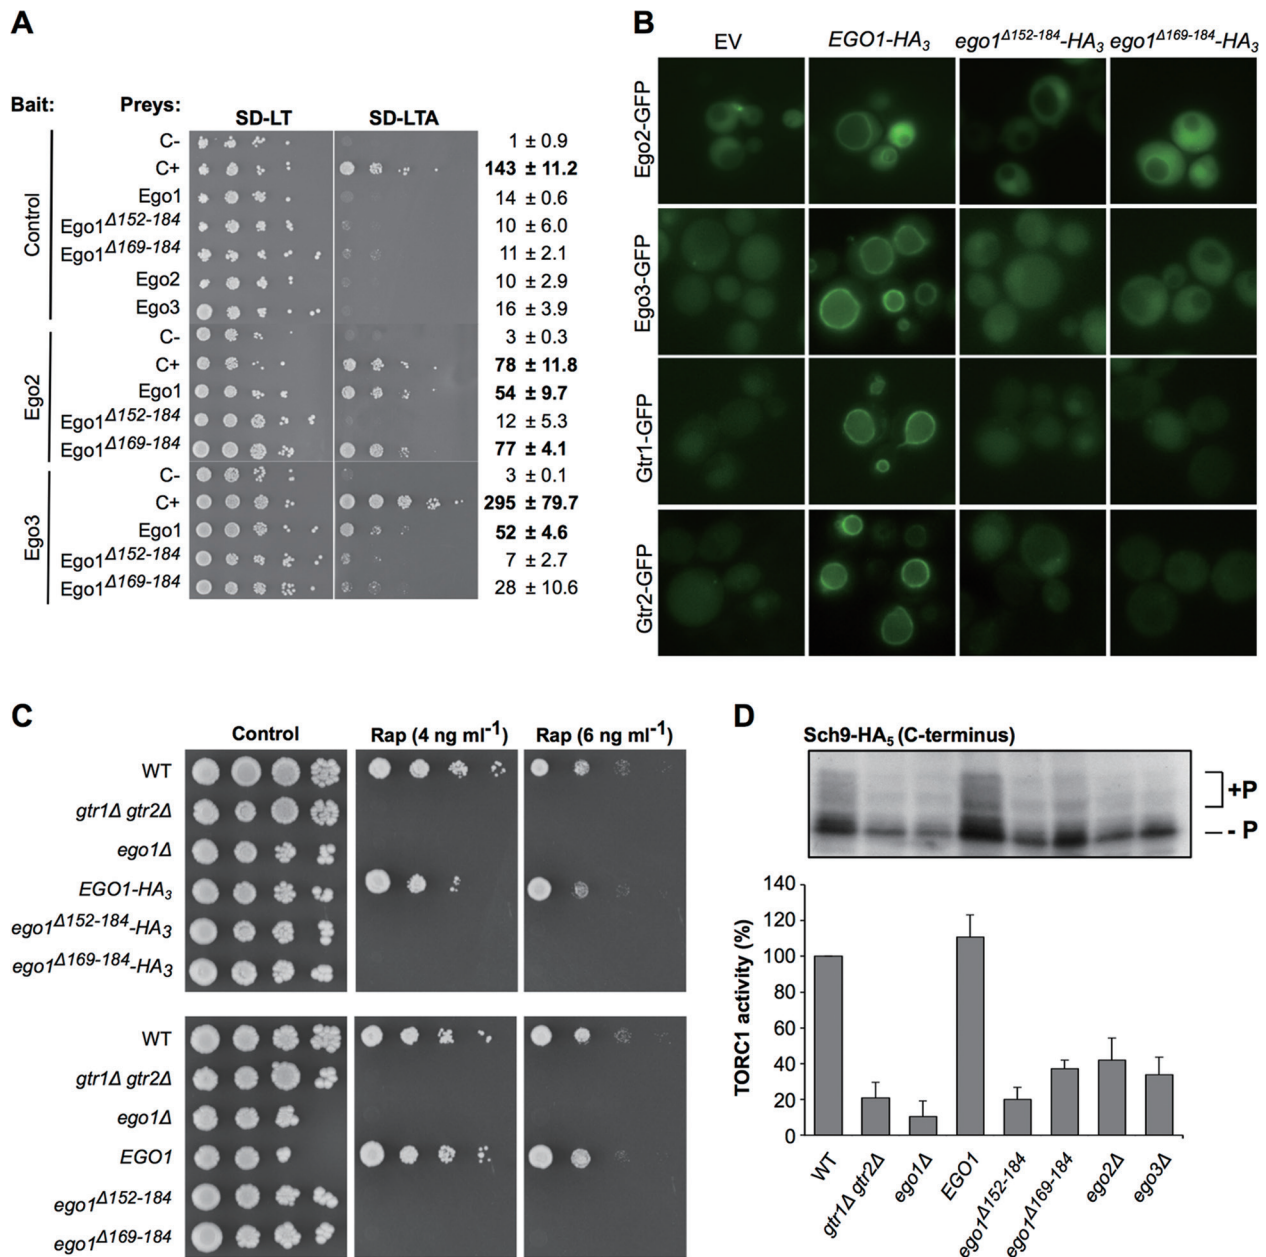 A
Bait: Preys: SD-LT SD-LTA
Control
C- 1 ± 0.9
C+ 143 ± 11.2
Ego1 14 ± 0.6
Ego1Δ152-184 10 ± 6.0
Ego1Δ169-184 11 ± 2.1
Ego2 10 ± 2.9
Ego3 16 ± 3.9
Ego2
C- 3 ± 0.3
C+ 78 ± 11.8
Ego1 54 ± 9.7
Ego1Δ152-184 12 ± 5.3
Ego1Δ169-184 77 ± 4.1
Ego3
C- 3 ± 0.1
C+ 295 ± 79.7
Ego1 52 ± 4.6
Ego1Δ152-184 7 ± 2.7
Ego1Δ169-184 28 ± 10.6
B
EV EGO1-HA3 ego1Δ152-184-HA3 ego1Δ169-184-HA3
Ego2-GFP
Ego3-GFP
Gtr1-GFP
Gtr2-GFP
C
Control Rap (4 ng ml-1) Rap (6 ng ml-1)
WT
gtr1Δ gtr2Δ
ego1Δ
EGO1-HA3
ego1Δ152-184-HA3
ego1Δ169-184-HA3
WT
gtr1Δ gtr2Δ
ego1Δ
EGO1
ego1Δ152-184
ego1Δ169-184
D
Sch9-HA5 (C-terminus)
+P
- P
TORC1 activity (%)
140
120
100
80
60
40
20
0
WT
gtr1Δ gtr2Δ
ego1Δ
EGO1
ego1Δ152-184
ego1Δ169-184
ego2Δ
ego3Δ